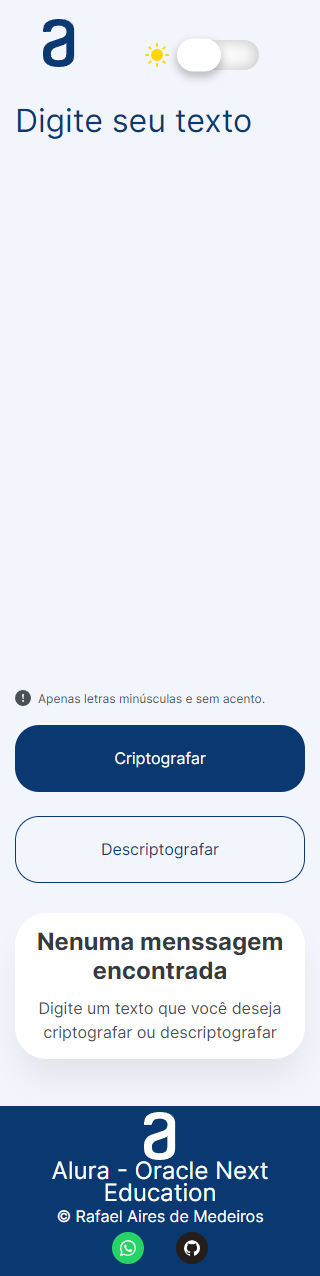 a
Digite seu texto
Apenas letras minúsculas e sem acento.
Criptografar
Descriptografar
Nenuma menssagem
encontrada
Digite um texto que você deseja
criptografar ou descriptografar
a
Alura - Oracle Next
Education
© Rafael Aires de Medeiros